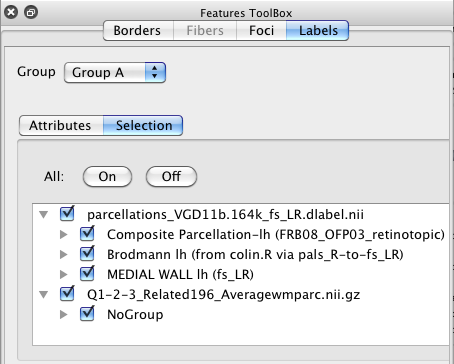 Features ToolBox
Borders Fibers Foci Labels
Group Group A
Attributes Selection
All: On Off
parcellations_VGD11b.164k_fs_LR.dlabel.nii
Composite Parcellation-lh (FRB08_OFP03_retinotopic)
Brodmann lh (from colin.R via pals_R-to-fs_LR)
MEDIAL WALL lh (fs_LR)
Q1-2-3_Related196_Averagewmparc.nii.gz
NoGroup